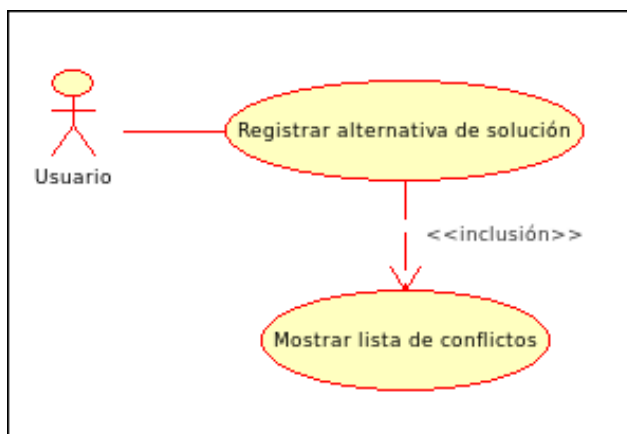 Registrar alternativa de solución
Usuario
<<inclusión>>
Mostrar lista de conflictos